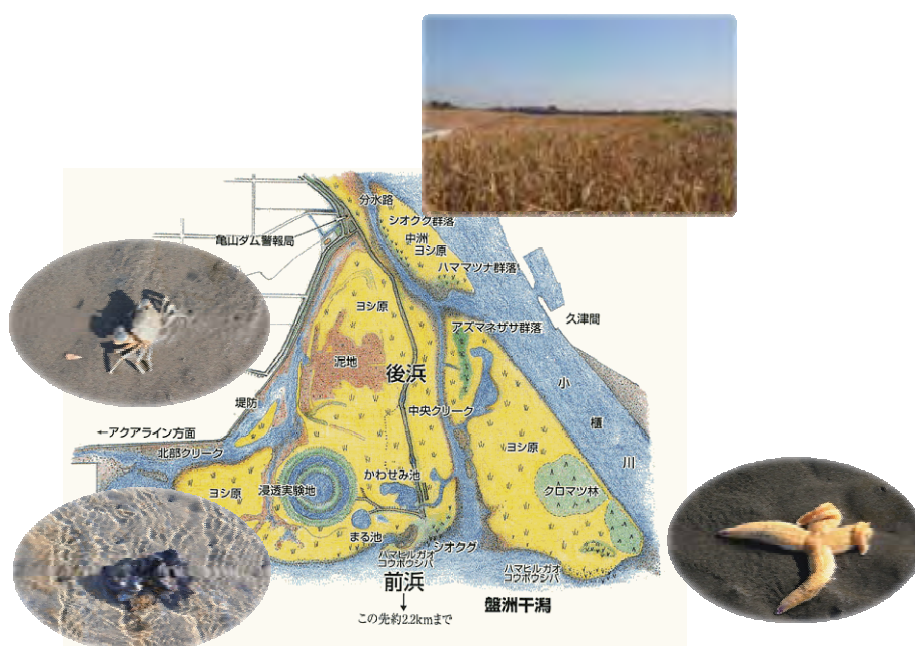 分水路
シオクグ群落
中洲
ヨシ原
ハママツナ群落
亀山ダム警報局
ヨシ原
久津間
アズマネザサ群落
泥地
後浜
小
櫃
川
堤防
中央クリーク
←アクアライン方面
北部クリーク
ヨシ原
かわせみ池
ヨシ原
浸透実験地
クロマツ林
まる池
シオクグ
ハマヒルガオ
コウボウシバ
ハマヒルガオ
コウボウシバ
前浜
盤洲干潟
この先約2.2kmまで